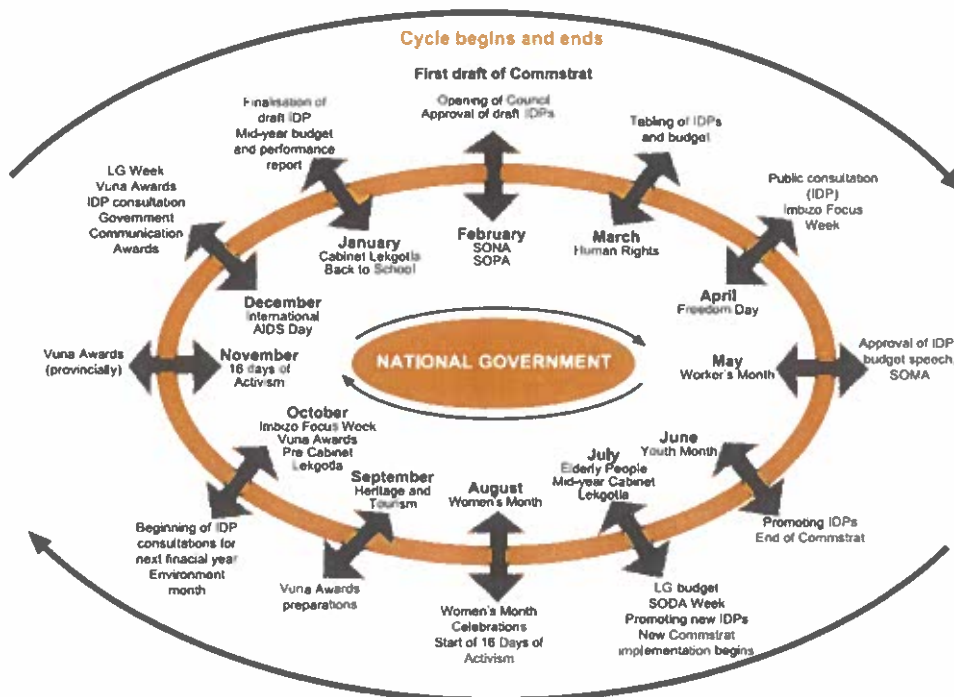 Cycle begins and ends
First draft of Commstrat
Opening of Council
Approval of draft IDPs
Tabling of IDPs
and budget
Public consultation
(IDP)
Imbizo Focus
Week
Approval of IDP
budget speech,
SOMA
Promoting IDPs
End of Commstrat
LG budget
SODA Week
Promoting new IDPs
New Commstrat
implementation begins
Women's Month
Celebrations
Start of 16 Days of
Activism
Vuna Awards
preparations
Beginning of IDP
consultations for
next finacial year
Environment
month
Vuna Awards
(provincially)
LG Week
Vuna Awards
IDP consultation
Government
Communication
Awards
Finalisation of
draft IDP
Mid-year budget
and performance
report
January
Cabinet Lekgotla
Back to School
February
SONA
SOPA
March
Human Rights
April
Freedom Day
May
Worker's Month
June
Youth Month
July
Elderly People
Mid-year Cabinet
Lekgotla
August
Women's Month
September
Heritage and
Tourism
October
Imbizo Focus Week
Vuna Awards
Pre Cabinet
Lekgotla
November
16 days of
Activism
December
International
AIDS Day
NATIONAL GOVERNMENT